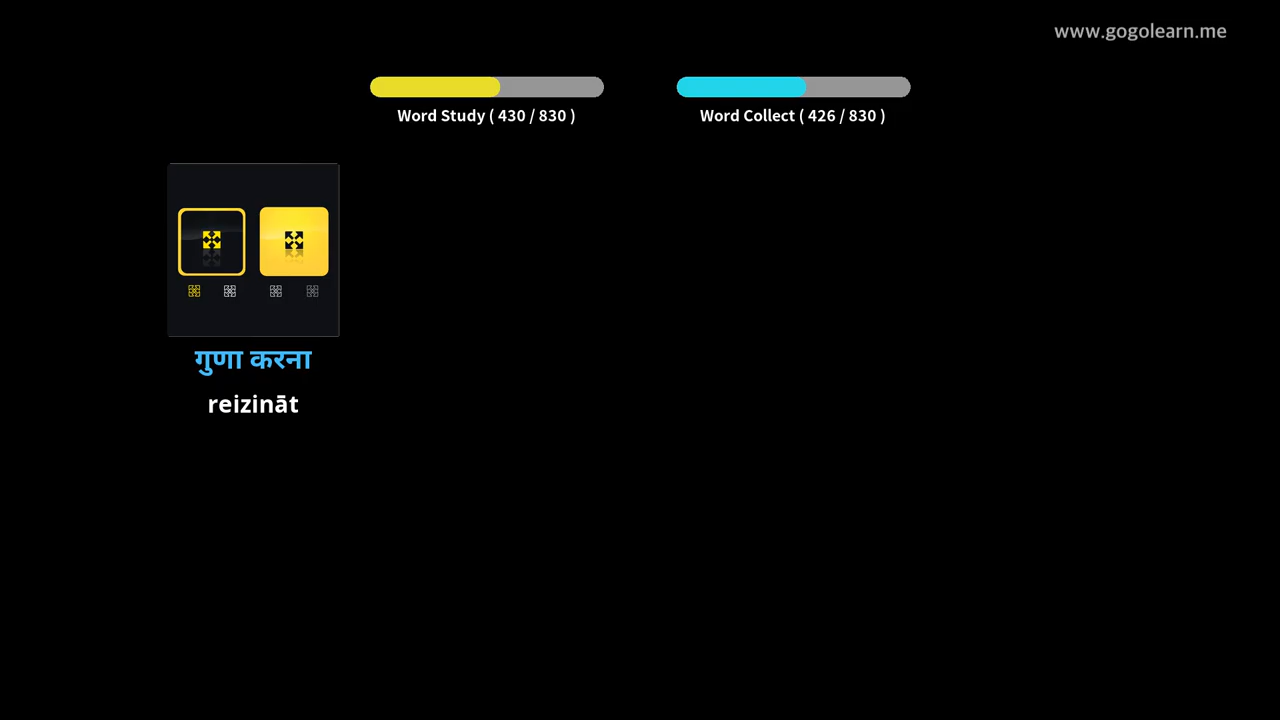 www.gogolearn.me
Word Study ( 430 / 830 )
Word Collect ( 426 / 830 )
गुणा करना
reizināt